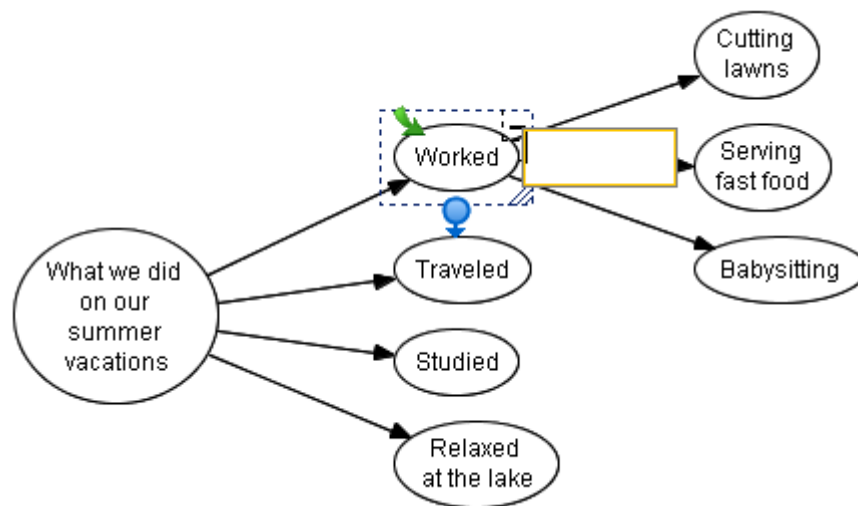 What we did
on our
summer
vacations
Worked
Traveled
Studied
Relaxed
at the lake
Cutting
lawns
Serving
fast food
Babysitting